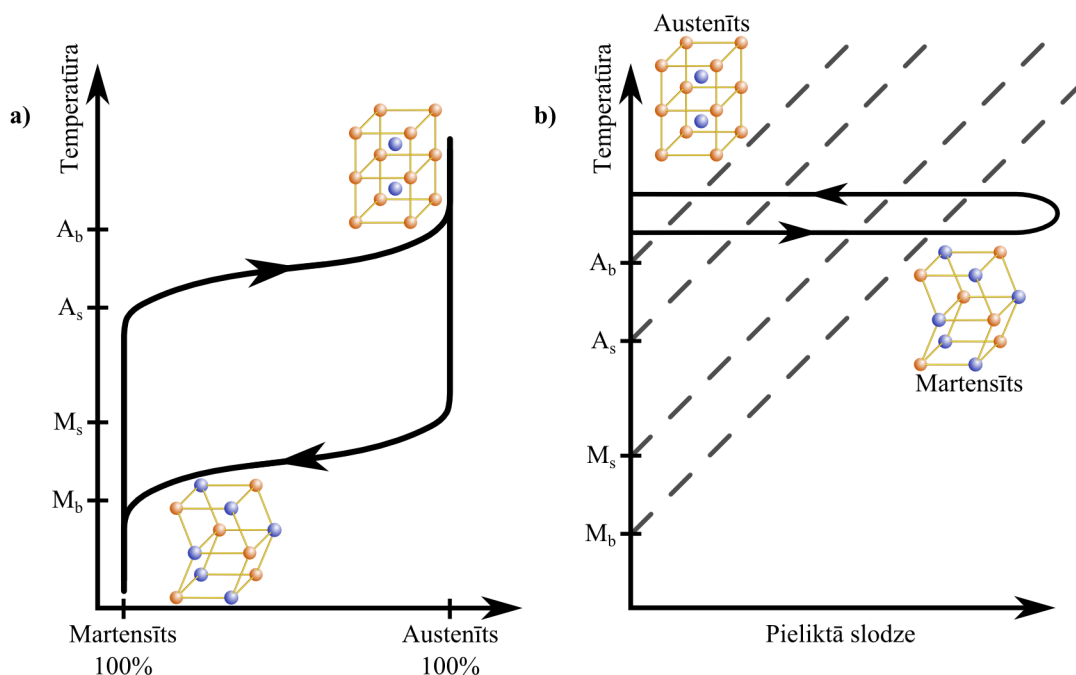 a)
Temperatūra
A_b
A_s
M_s
M_b
Martensīts
100%
Austenīts
100%
b)
Temperatūra
Austenīts
A_b
A_s
M_s
M_b
Martensīts
Pieliktā slodze